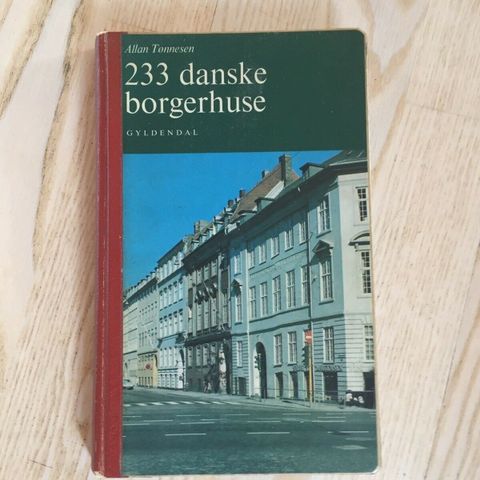 Allan Tønnesen
233 danske
borgerhuse
GYLDENDAL